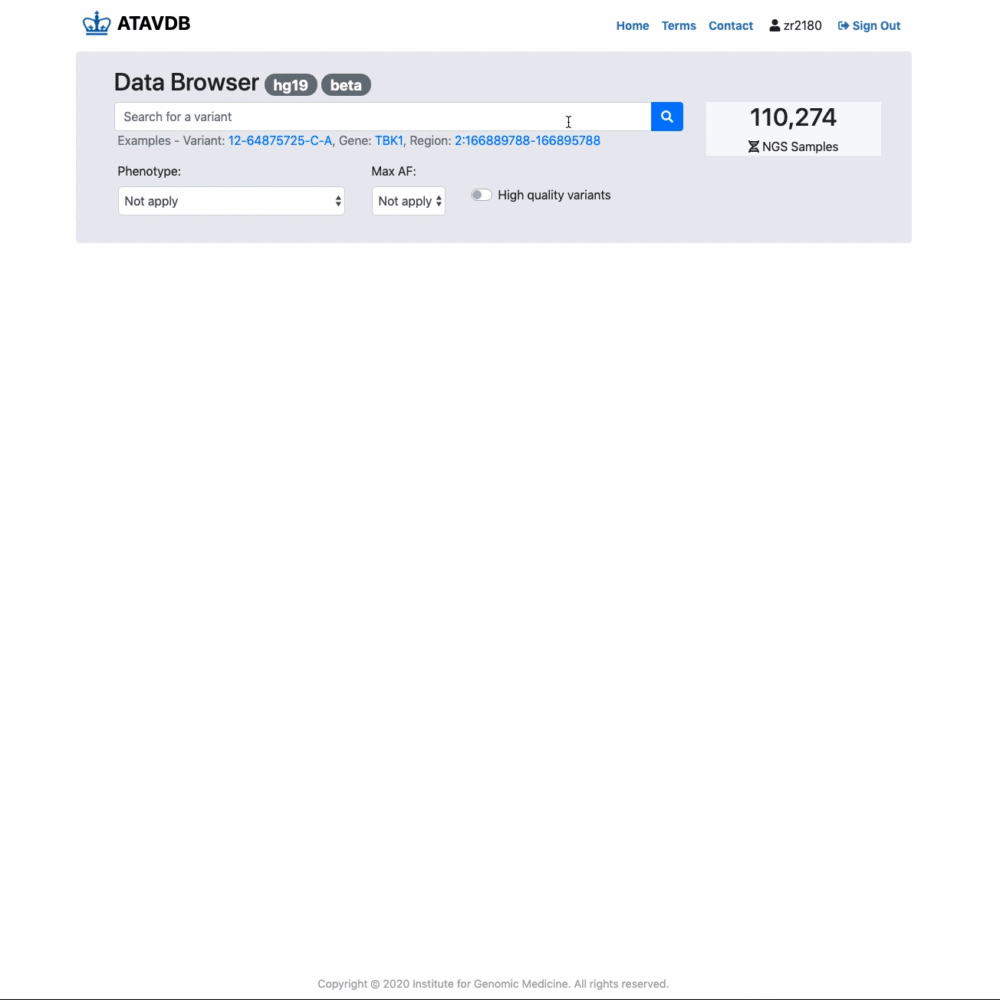 ATAVDB
Home Terms Contact zr2180 Sign Out
Data Browser hg19 beta
Search for a variant
110,274
NGS Samples
Examples - Variant: 12-64875725-C-A, Gene: TBK1, Region: 2:166889788-166895788
Phenotype: Max AF:
Not apply Not apply High quality variants
Copyright © 2020 Institute for Genomic Medicine. All rights reserved.